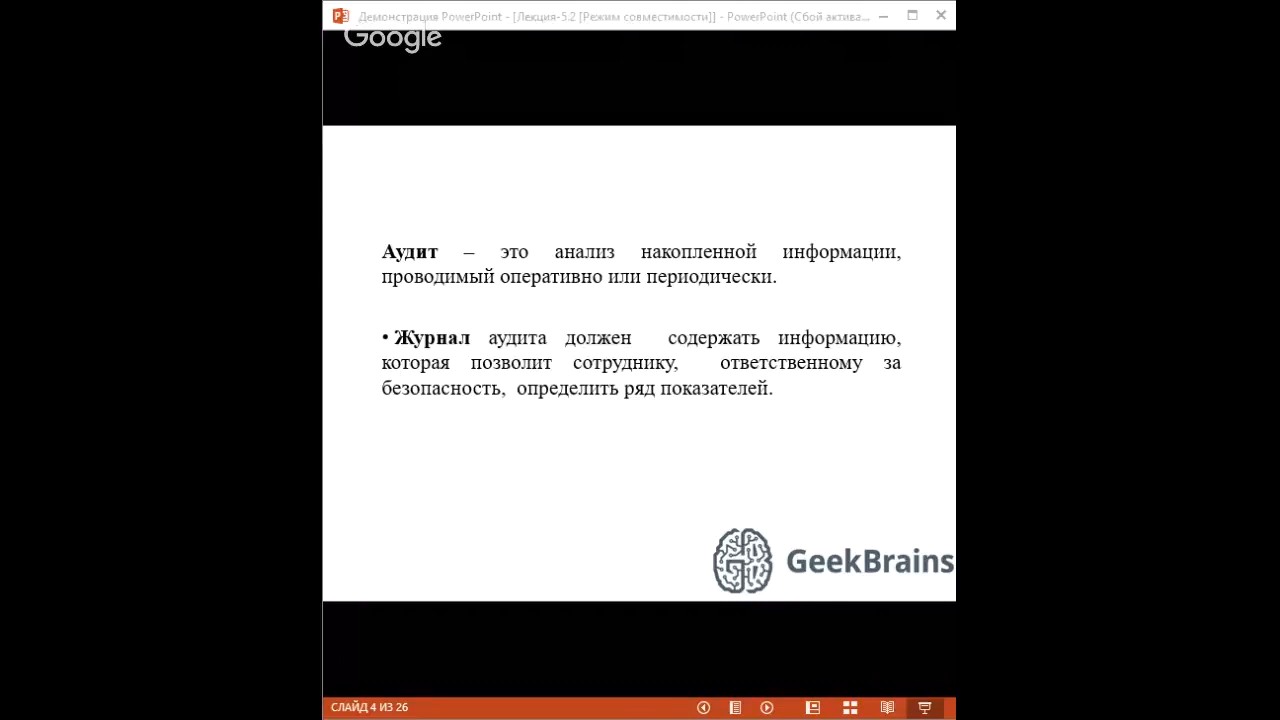 Демонстрация PowerPoint - [Лекция-5.2 [Режим совместимости]] - PowerPoint (Сбой актива...
Google
Аудит – это анализ накопленной информации,
проводимый оперативно или периодически.
• Журнал аудита должен содержать информацию,
которая позволит сотруднику, ответственному за
безопасность, определить ряд показателей.
GeekBrains
СЛАЙД 4 ИЗ 26